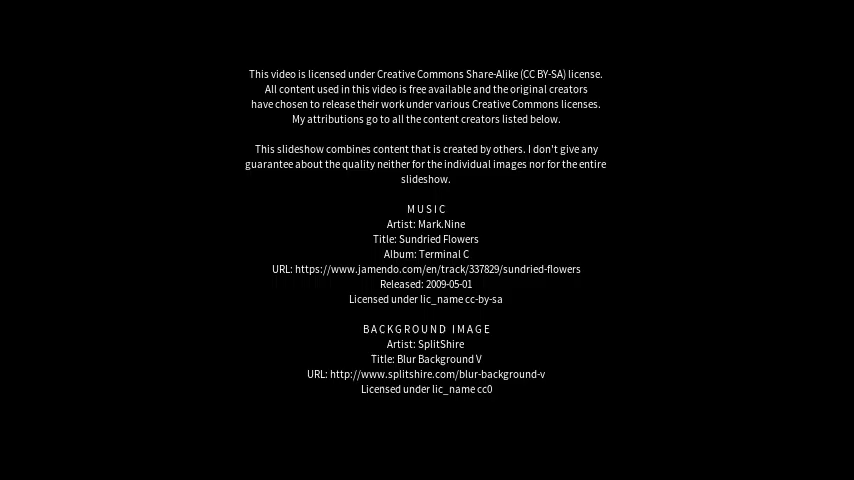 This video is licensed under Creative Commons Share-Alike (CC BY-SA) license.
All content used in this video is free available and the original creators
have chosen to release their work under various Creative Commons licenses.
My attributions go to all the content creators listed below.
This slideshow combines content that is created by others. I don't give any
guarantee about the quality neither for the individual images nor for the entire
slideshow.
MUSIC
Artist: Mark.Nine
Title: Sundried Flowers
Album: Terminal C
URL: https://www.jamendo.com/en/track/337829/sundried-flowers
Released: 2009-05-01
Licensed under lic_name cc-by-sa
BACKGROUND IMAGE
Artist: SplitShire
Title: Blur Background V
URL: http://www.splitshire.com/blur-background-v
Licensed under lic_name cc0